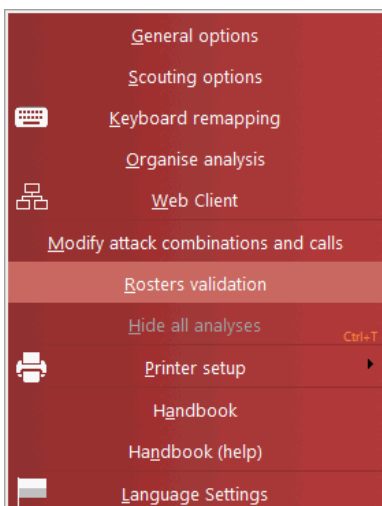 General options
Scouting options
Keyboard remapping
Organise analysis
Web Client
Modify attack combinations and calls
Rosters validation
Hide all analyses Ctrl+T
Printer setup
Handbook
Handbook (help)
Language Settings